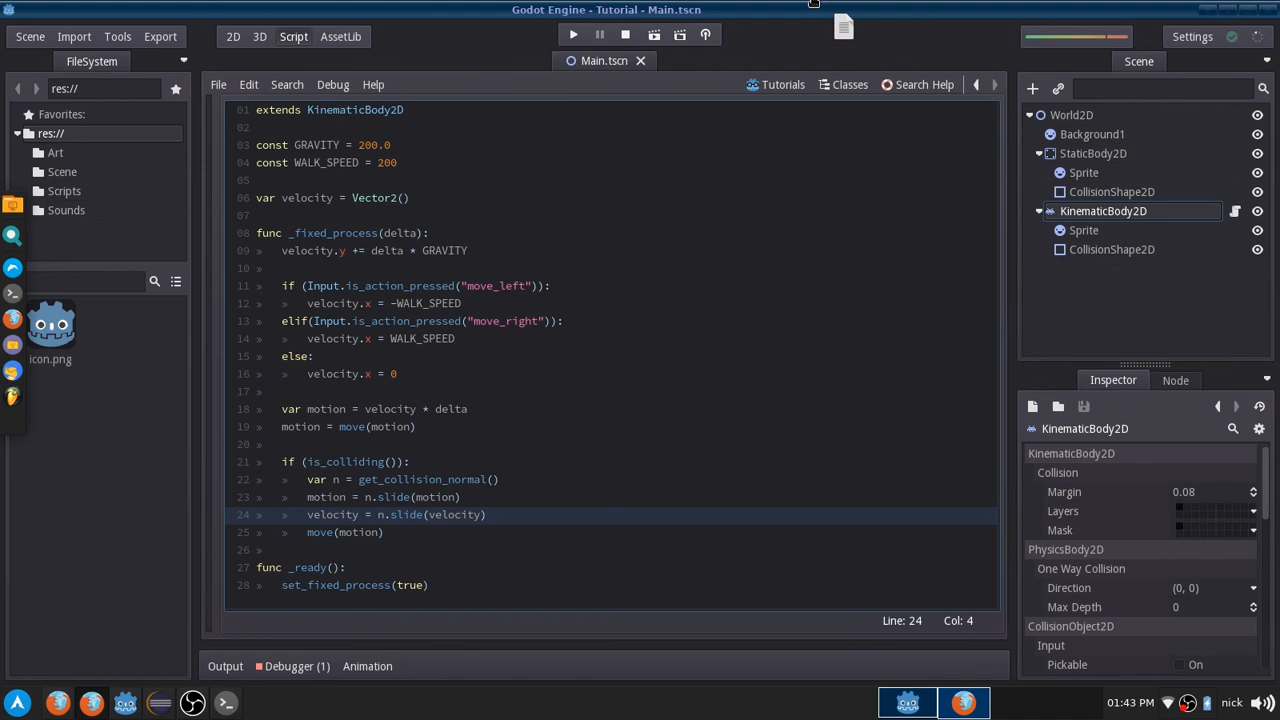 Godot Engine - Tutorial - Main.tscn
Scene Import Tools Export 2D 3D Script AssetLib Settings
FileSystem
Main.tscn
Scene
res://
File Edit Search Debug Help Tutorials Classes Search Help
Favorites:
res://
Art
Scene
Scripts
Sounds
icon.png
01 extends KinematicBody2D
02
03 const GRAVITY = 200.0
04 const WALK_SPEED = 200
05
06 var velocity = Vector2()
07
08 func _fixed_process(delta):
09 » velocity.y += delta * GRAVITY
10 »
11 » if (Input.is_action_pressed("move_left")):
12 » » velocity.x = -WALK_SPEED
13 » elif(Input.is_action_pressed("move_right")):
14 » » velocity.x = WALK_SPEED
15 » else:
16 » » velocity.x = 0
17 »
18 » var motion = velocity * delta
19 » motion = move(motion)
20 »
21 » if (is_colliding()):
22 » » var n = get_collision_normal()
23 » » motion = n.slide(motion)
24 » » velocity = n.slide(velocity)
25 » » move(motion)
26 »
27 func _ready():
28 » set_fixed_process(true)
Line: 24 Col: 4
Output Debugger (1) Animation
World2D
Background1
StaticBody2D
Sprite
CollisionShape2D
KinematicBody2D
Sprite
CollisionShape2D
Inspector Node
KinematicBody2D
KinematicBody2D
Collision
Margin 0.08
Layers
Mask
PhysicsBody2D
One Way Collision
Direction (0, 0)
Max Depth 0
CollisionObject2D
Input
Pickable On
01:43 PM nick